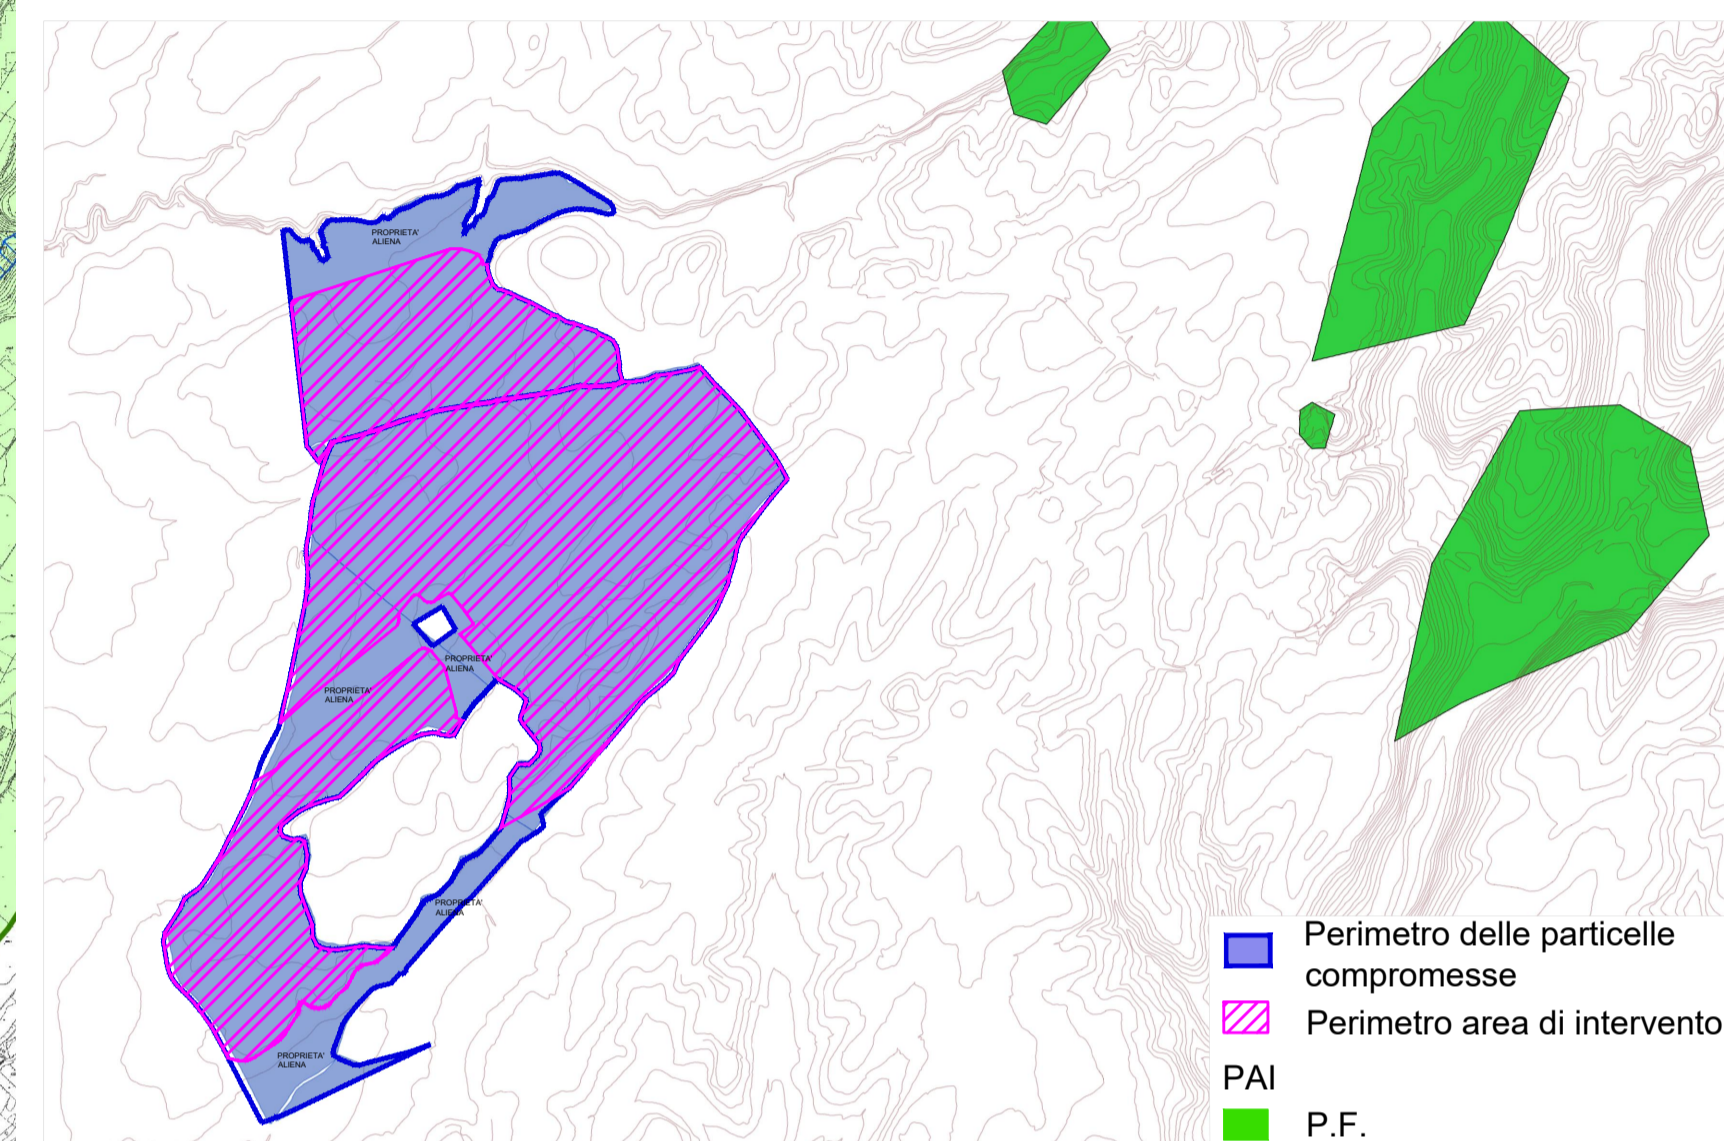 PROPRIETA'
ALIENA
PROPRIETA'
ALIENA
PROPRIETA'
ALIENA
PROPRIETA'
ALIENA
PROPRIETA'
ALIENA
Perimetro delle particelle
compromesse
Perimetro area di intervento
PAI
P.F.